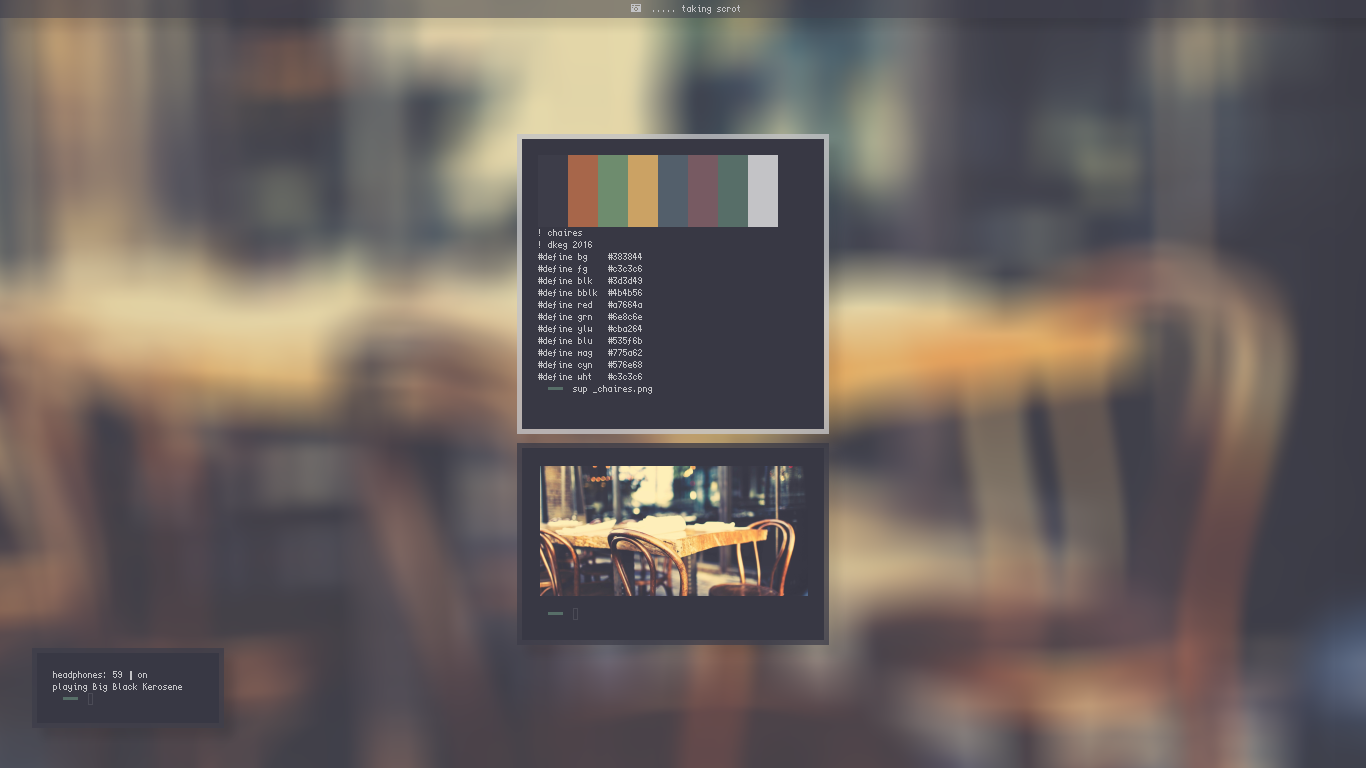 ..... taking scrot
! chaires
! dkeg 2016
#define bg #383844
#define fg #c3c3c6
#define blk #3d3d49
#define bblk #4b4b56
#define red #a7664a
#define grn #6e8c6e
#define ylw #cba264
#define blu #535f6b
#define mag #775a62
#define cyn #576e68
#define wht #c3c3c6
sup _chaires.png
headphones: 59 | on
playing Big Black Kerosene